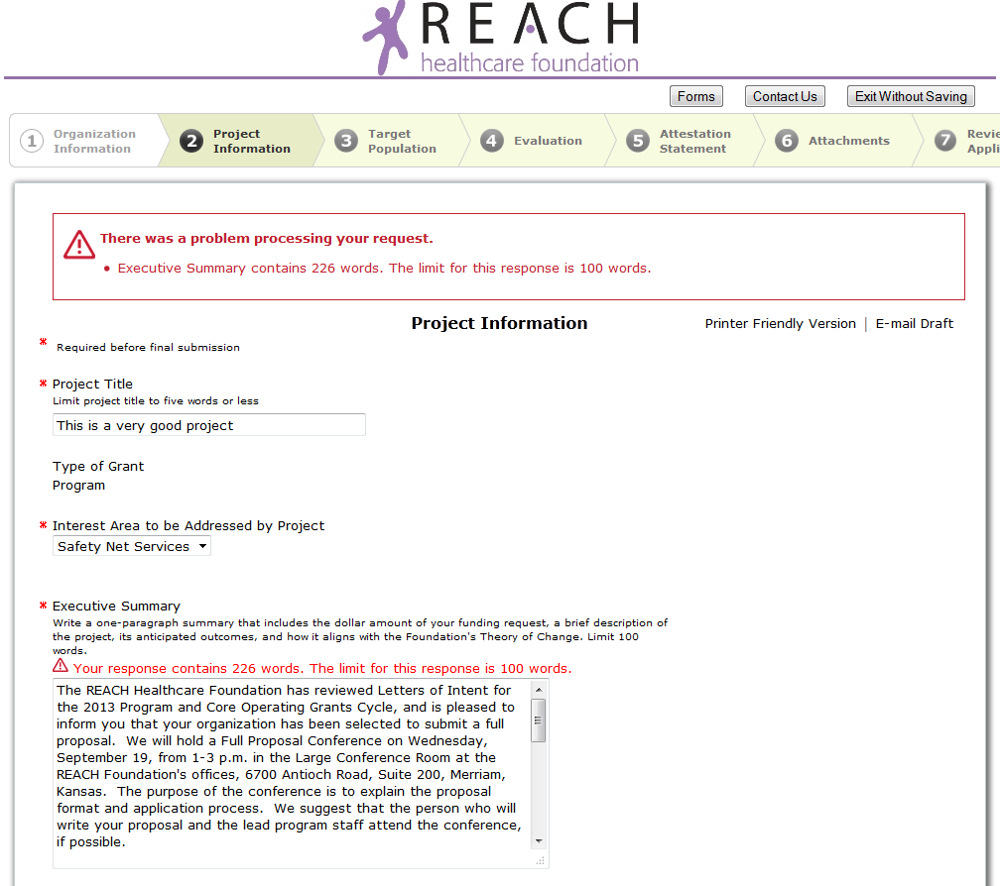 REACH
healthcare foundation
Forms
Contact Us
Exit Without Saving
1 Organization
Information
2 Project
Information
3 Target
Population
4 Evaluation
5 Attestation
Statement
6 Attachments
7
There was a problem processing your request.
• Executive Summary contains 226 words. The limit for this response is 100 words.
Project Information
Printer Friendly Version | E-mail Draft
* Required before final submission
* Project Title
Limit project title to five words or less
This is a very good project
Type of Grant
Program
* Interest Area to be Addressed by Project
Safety Net Services
* Executive Summary
Write a one-paragraph summary that includes the dollar amount of your funding request, a brief description of
the project, its anticipated outcomes, and how it aligns with the Foundation's Theory of Change. Limit 100
words.
Your response contains 226 words. The limit for this response is 100 words.
The REACH Healthcare Foundation has reviewed Letters of Intent for
the 2013 Program and Core Operating Grants Cycle, and is pleased to
inform you that your organization has been selected to submit a full
proposal.  We will hold a Full Proposal Conference on Wednesday,
September 19, from 1-3 p.m. in the Large Conference Room at the
REACH Foundation's offices, 6700 Antioch Road, Suite 200, Merriam,
Kansas.  The purpose of the conference is to explain the proposal
format and application process.  We suggest that the person who will
write your proposal and the lead program staff attend the conference,
if possible.